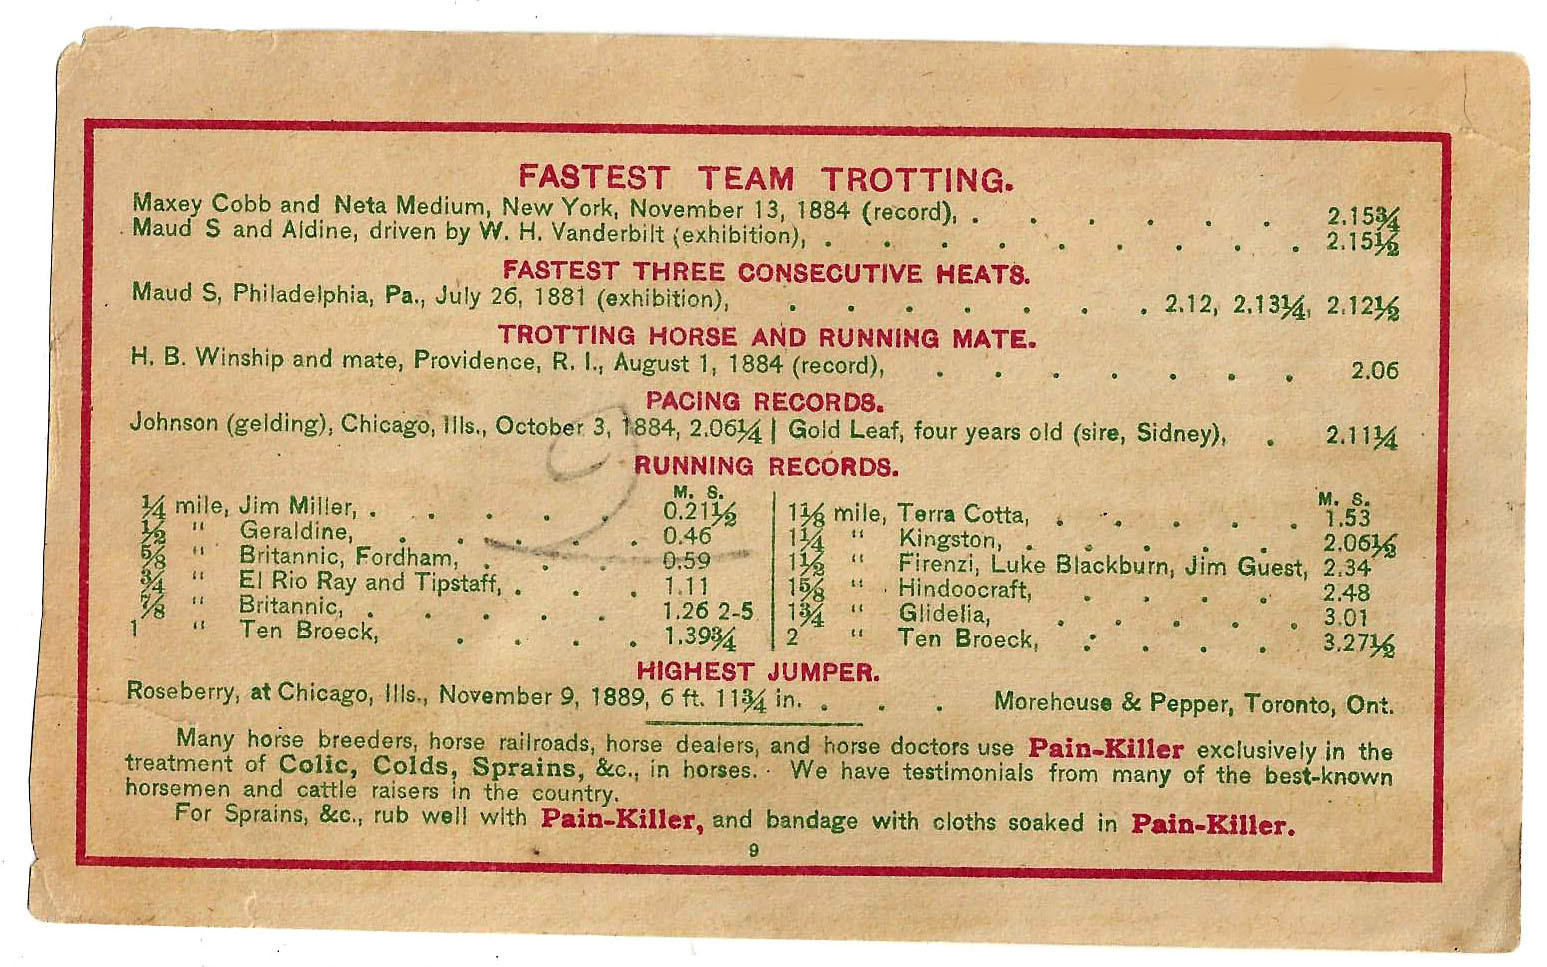 FASTEST TEAM TROTTING.
Maxey Cobb and Neta Medium, New York, November 13, 1884 (record), . . . . . . 2.15¾
Maud S and Aldine, driven by W. H. Vanderbilt (exhibition), . . . . . . . . . 2.15½
FASTEST THREE CONSECUTIVE HEATS.
Maud S, Philadelphia, Pa., July 26, 1881 (exhibition), . . . . . . . 2.12, 2.13¼, 2.12½
TROTTING HORSE AND RUNNING MATE.
H. B. Winship and mate, Providence, R. I., August 1, 1884 (record), . . . . . . . 2.06
PACING RECORDS.
Johnson (gelding), Chicago, Ills., October 3, 1884, 2.06¼ | Gold Leaf, four years old (sire, Sidney), . 2.11¼
RUNNING RECORDS.
M. S.
¼ mile, Jim Miller, . . . . . 0.21½
½ " Geraldine, . . . . . 0.46
⅝ " Britannic, Fordham, . . . 0.59
¾ " El Rio Ray and Tipstaff, . . . 1.11
⅞ " Britannic, . . . . . 1.26 2-5
1 " Ten Broeck, . . . . 1.39¾
M. S.
1⅛ mile, Terra Cotta, . . . . . 1.53
1¼ " Kingston, . . . . . 2.06½
1½ " Firenzi, Luke Blackburn, Jim Guest, 2.34
1⅝ " Hindoocraft, . . . . 2.48
1¾ " Glidelia, . . . . . 3.01
2 " Ten Broeck, . . . . 3.27½
HIGHEST JUMPER.
Roseberry, at Chicago, Ills., November 9, 1889, 6 ft. 11¾ in. . . . Morehouse & Pepper, Toronto, Ont.
Many horse breeders, horse railroads, horse dealers, and horse doctors use Pain-Killer exclusively in the
treatment of Colic, Colds, Sprains, &c., in horses. We have testimonials from many of the best-known
horsemen and cattle raisers in the country.
For Sprains, &c., rub well with Pain-Killer, and bandage with cloths soaked in Pain-Killer.
9